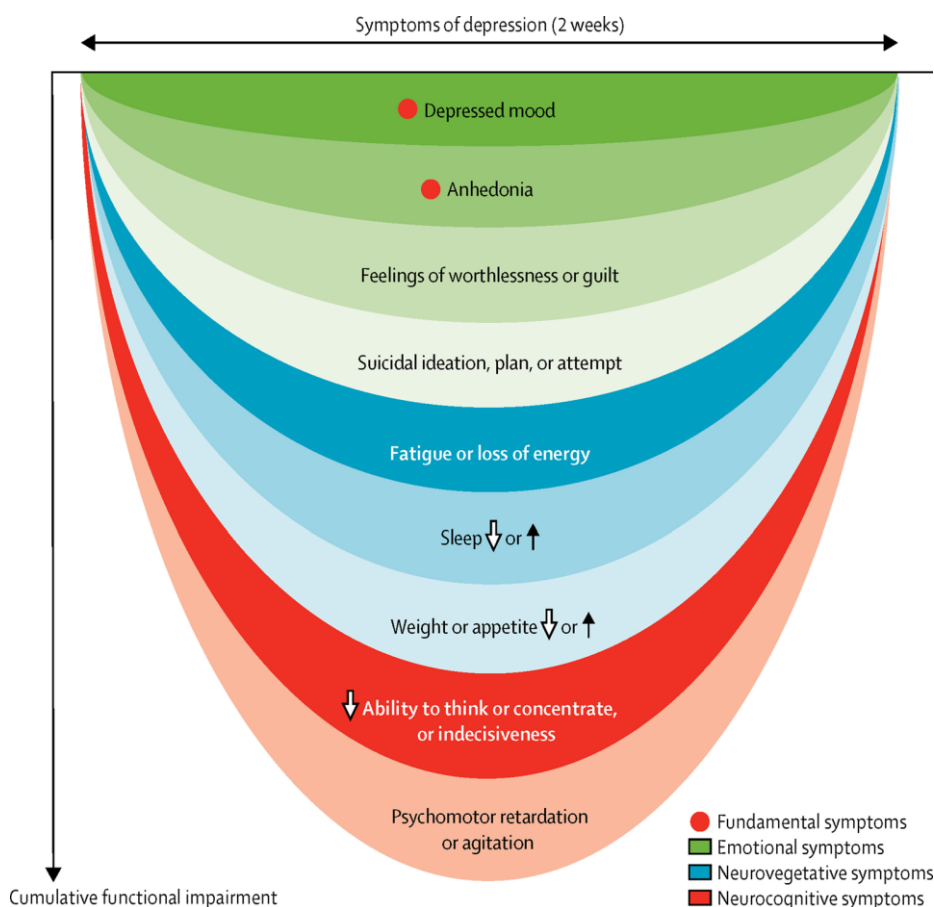 Symptoms of depression (2 weeks)
Depressed mood
Anhedonia
Feelings of worthlessness or guilt
Suicidal ideation, plan, or attempt
Fatigue or loss of energy
Sleep ⇩ or ↑
Weight or appetite ⇩ or ↑
⇩ Ability to think or concentrate,
or indecisiveness
Psychomotor retardation
or agitation
Fundamental symptoms
Emotional symptoms
Neurovegetative symptoms
Neurocognitive symptoms
Cumulative functional impairment